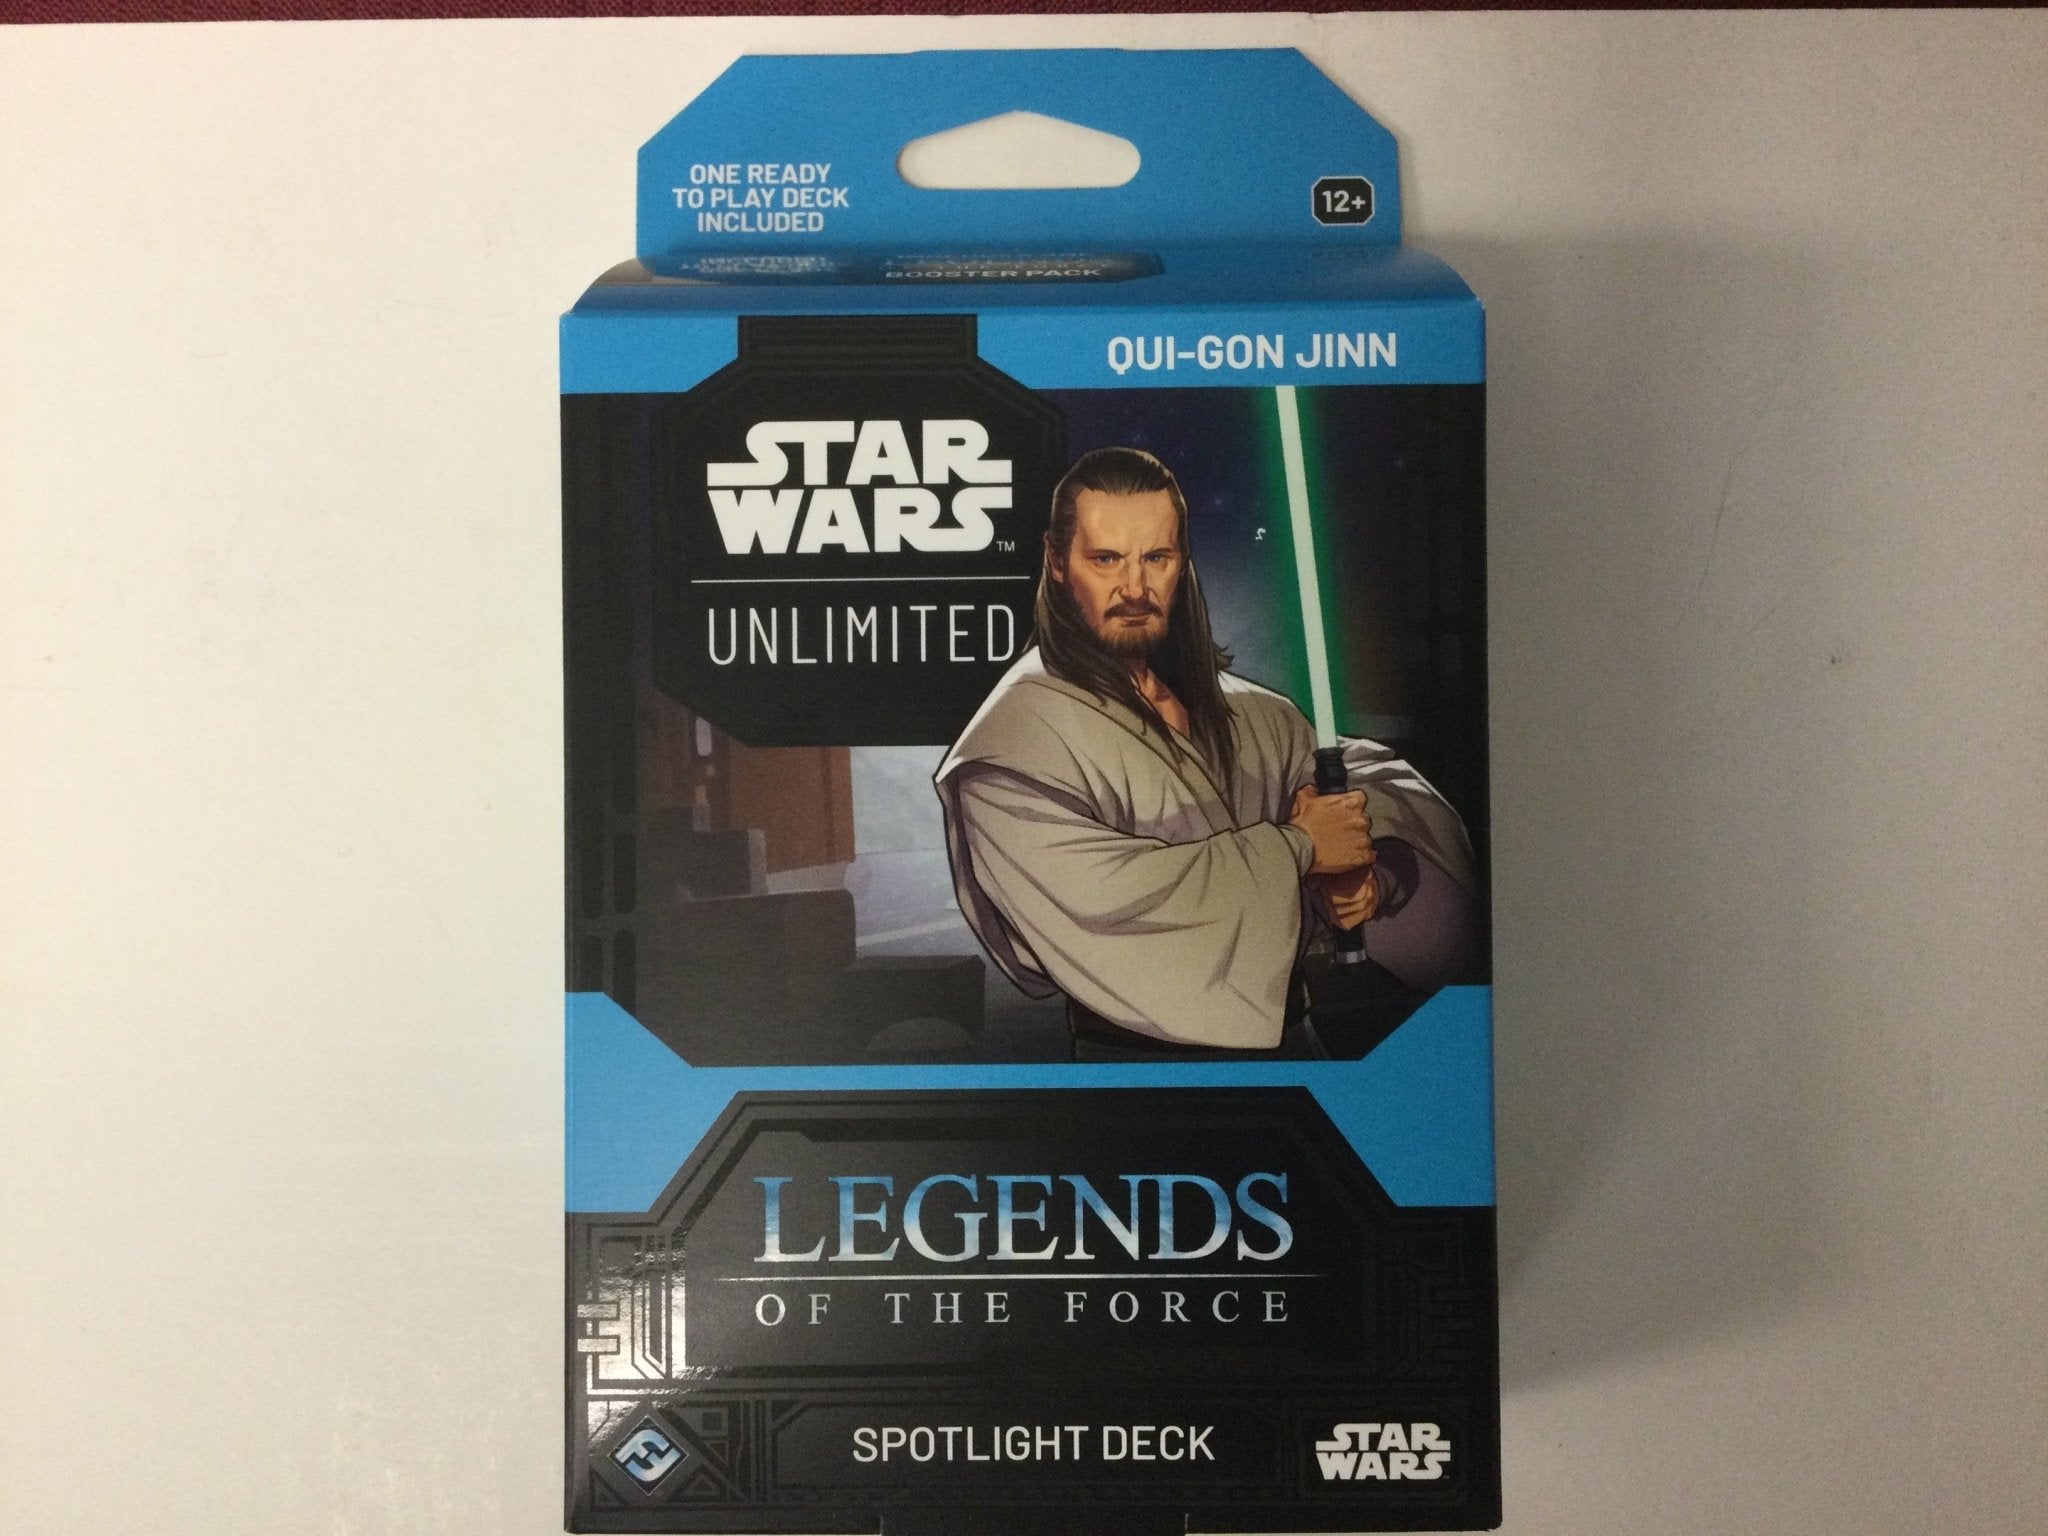 ONE READY
TO PLAY DECK
INCLUDED
12+
BOOSTER PACK
QUI-GON JINN
STAR
WARS™
UNLIMITED
LEGENDS
OF THE FORCE
SPOTLIGHT DECK
STAR
WARS